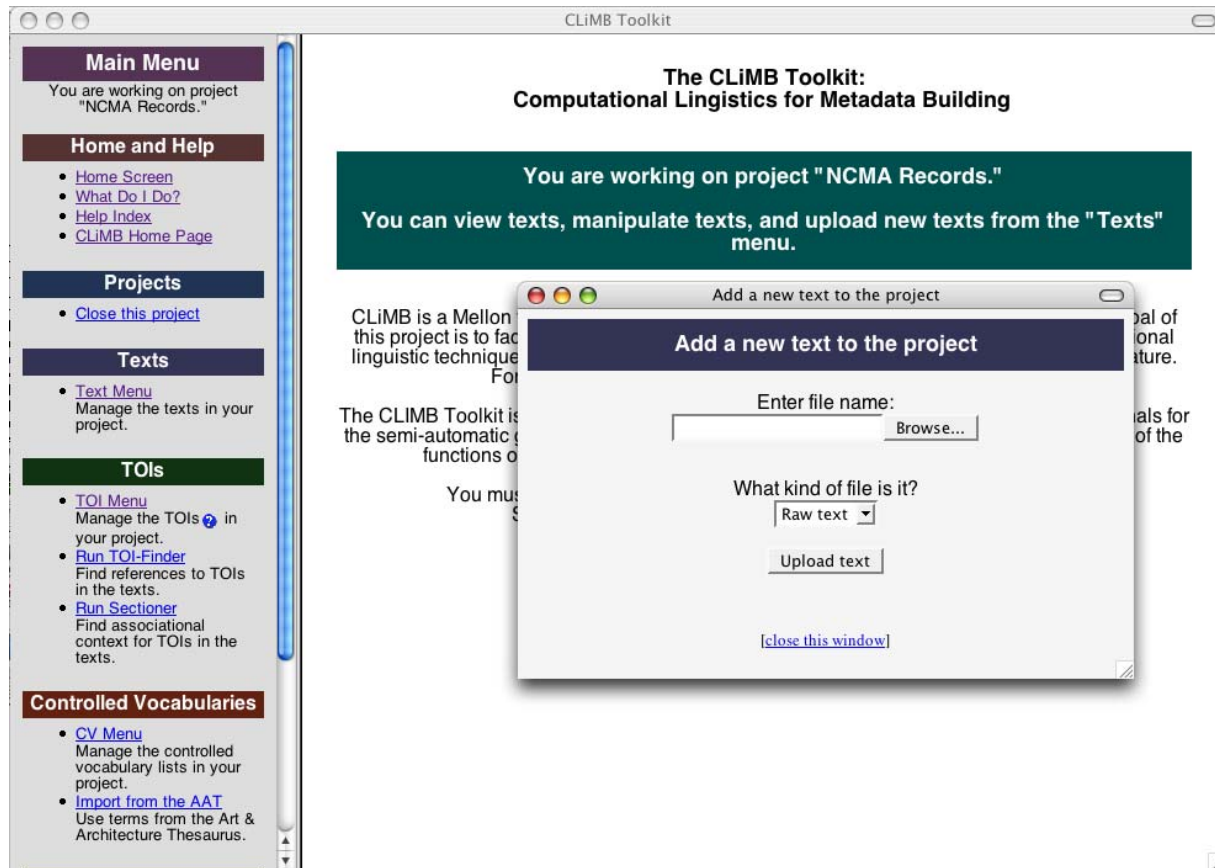 CLiMB Toolkit
Main Menu
You are working on project
"NCMA Records."
Home and Help
Home Screen
What Do I Do?
Help Index
CLiMB Home Page
Projects
Close this project
Texts
Text Menu
Manage the texts in your
project.
TOIs
TOI Menu
Manage the TOIs ? in
your project.
Run TOI-Finder
Find references to TOIs
in the texts.
Run Sectioner
Find associational
context for TOIs in the
texts.
Controlled Vocabularies
CV Menu
Manage the controlled
vocabulary lists in your
project.
Import from the AAT
Use terms from the Art &
Architecture Thesaurus.
The CLiMB Toolkit:
Computational Lingistics for Metadata Building
You are working on project "NCMA Records."
You can view texts, manipulate texts, and upload new texts from the "Texts"
menu.
CLiMB is a Mellon
of
this project is to
linguistic
The CLIMB Toolkit is
for
the semi-automatic
of the
functions
You
Add a new text to the project
Add a new text to the project
Enter file name:
Browse...
What kind of file is it?
Raw text
Upload text
[close this window]